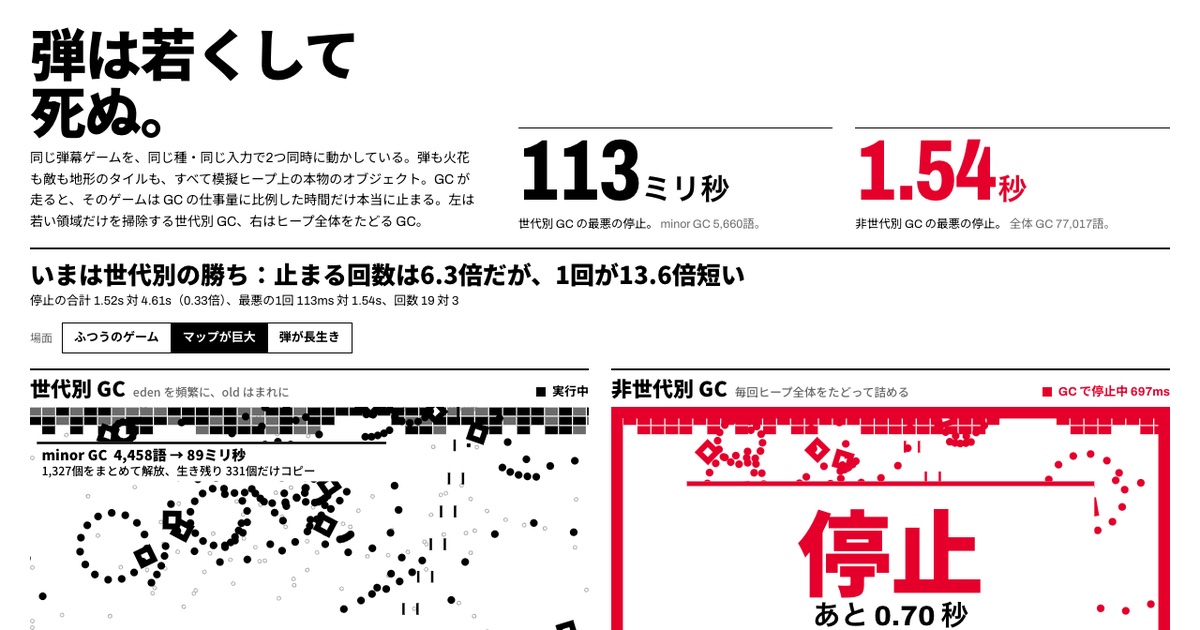 弾は若くして
死ぬ。
同じ弾幕ゲームを、同じ種・同じ入力で2つ同時に動かしている。弾も火花
も敵も地形のタイルも、すべて模擬ヒープ上の本物のオブジェクト。GC が
走ると、そのゲームは GC の仕事量に比例した時間だけ本当に止まる。左は
若い領域だけを掃除する世代別 GC、右はヒープ全体をたどる GC。
113ミリ秒
世代別 GC の最悪の停止。 minor GC 5,660語。
1.54秒
非世代別 GC の最悪の停止。 全体 GC 77,017語。
いまは世代別の勝ち：止まる回数は6.3倍だが、1回が13.6倍短い
停止の合計 1.52s 対 4.61s（0.33倍）、最悪の1回 113ms 対 1.54s、回数 19 対 3
場面 ふつうのゲーム マップが巨大 弾が長生き
世代別 GC eden を頻繁に、old はまれに ■ 実行中
minor GC 4,458語 → 89ミリ秒
1,327個をまとめて解放、生き残り 331個だけコピー
非世代別 GC 毎回ヒープ全体をたどって詰める ■ GC で停止中 697ms
停止
あと 0.70 秒